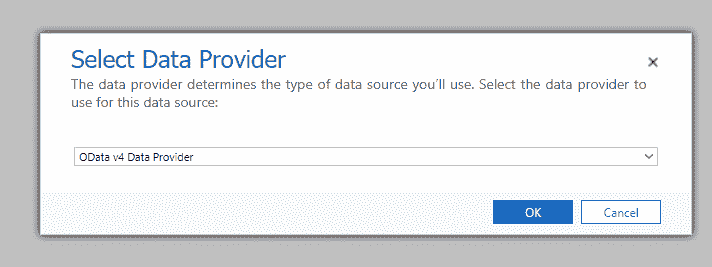 Select Data Provider
The data provider determines the type of data source you'll use. Select the data provider to
use for this data source:
OData v4 Data Provider
OK
Cancel